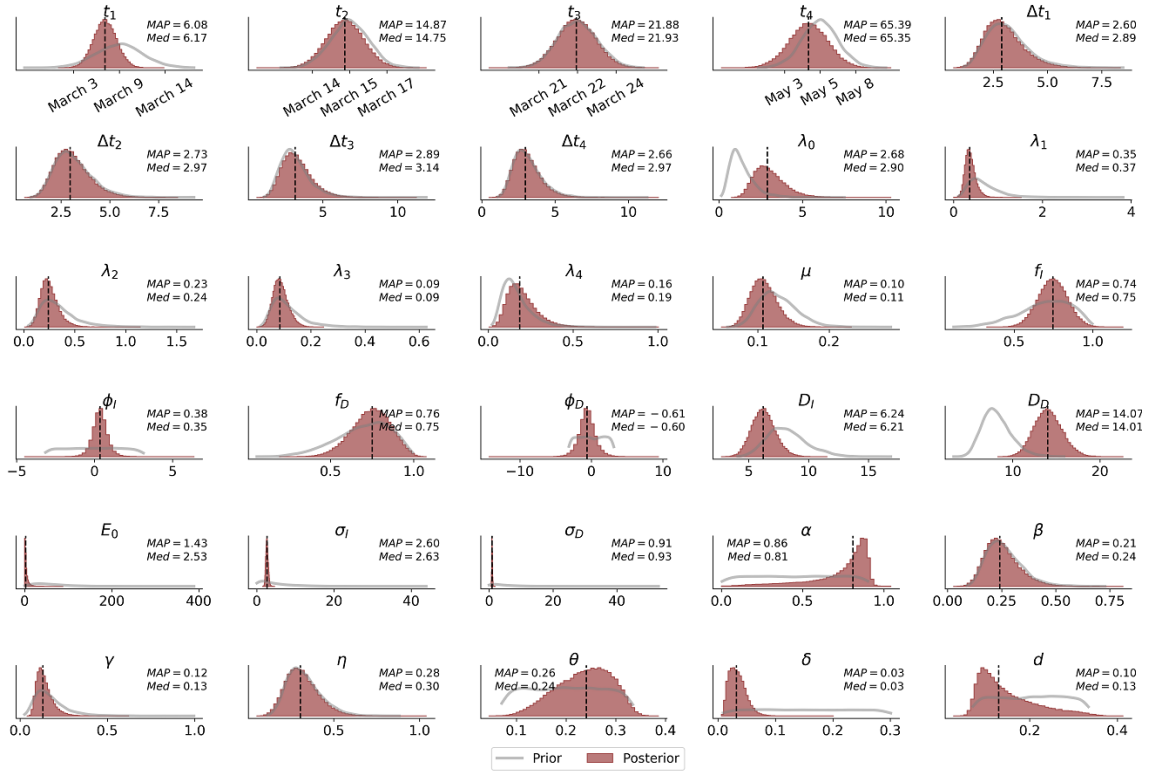 t₁
MAP = 6.08
Med = 6.17
March 3 March 9 March 14
t₂
MAP = 14.87
Med = 14.75
March 14 March 15 March 17
t₃
MAP = 21.88
Med = 21.93
March 21 March 22 March 24
t₄
MAP = 65.39
Med = 65.35
May 3 May 5 May 8
Δt₁
MAP = 2.60
Med = 2.89
2.5 5.0 7.5
Δt₂
MAP = 2.73
Med = 2.97
2.5 5.0 7.5
Δt₃
MAP = 2.89
Med = 3.14
5 10
Δt₄
MAP = 2.66
Med = 2.97
0 5 10
λ₀
MAP = 2.68
Med = 2.90
0 5 10
λ₁
MAP = 0.35
Med = 0.37
0 2 4
λ₂
MAP = 0.23
Med = 0.24
0.0 0.5 1.0 1.5
λ₃
MAP = 0.09
Med = 0.09
0.0 0.2 0.4 0.6
λ₄
MAP = 0.16
Med = 0.19
0.0 0.5 1.0
μ
MAP = 0.10
Med = 0.11
0.1 0.2
f_I
MAP = 0.74
Med = 0.75
0.5 1.0
ϕ_I
MAP = 0.38
Med = 0.35
−5 0 5
f_D
MAP = 0.76
Med = 0.75
0.5 1.0
ϕ_D
MAP = −0.61
Med = −0.60
−10 0 10
D_I
MAP = 6.24
Med = 6.21
5 10 15
D_D
MAP = 14.07
Med = 14.01
10 20
E₀
MAP = 1.43
Med = 2.53
0 200 400
σ_I
MAP = 2.60
Med = 2.63
0 20 40
σ_D
MAP = 0.91
Med = 0.93
0 20 40
α
MAP = 0.86
Med = 0.81
0.0 0.5 1.0
β
MAP = 0.21
Med = 0.24
0.00 0.25 0.50 0.75
γ
MAP = 0.12
Med = 0.13
0.0 0.5 1.0
η
MAP = 0.28
Med = 0.30
0.5 1.0
θ
MAP = 0.26
Med = 0.24
0.1 0.2 0.3 0.4
δ
MAP = 0.03
Med = 0.03
0.0 0.1 0.2 0.3
d
MAP = 0.10
Med = 0.13
0.2 0.4
Prior Posterior